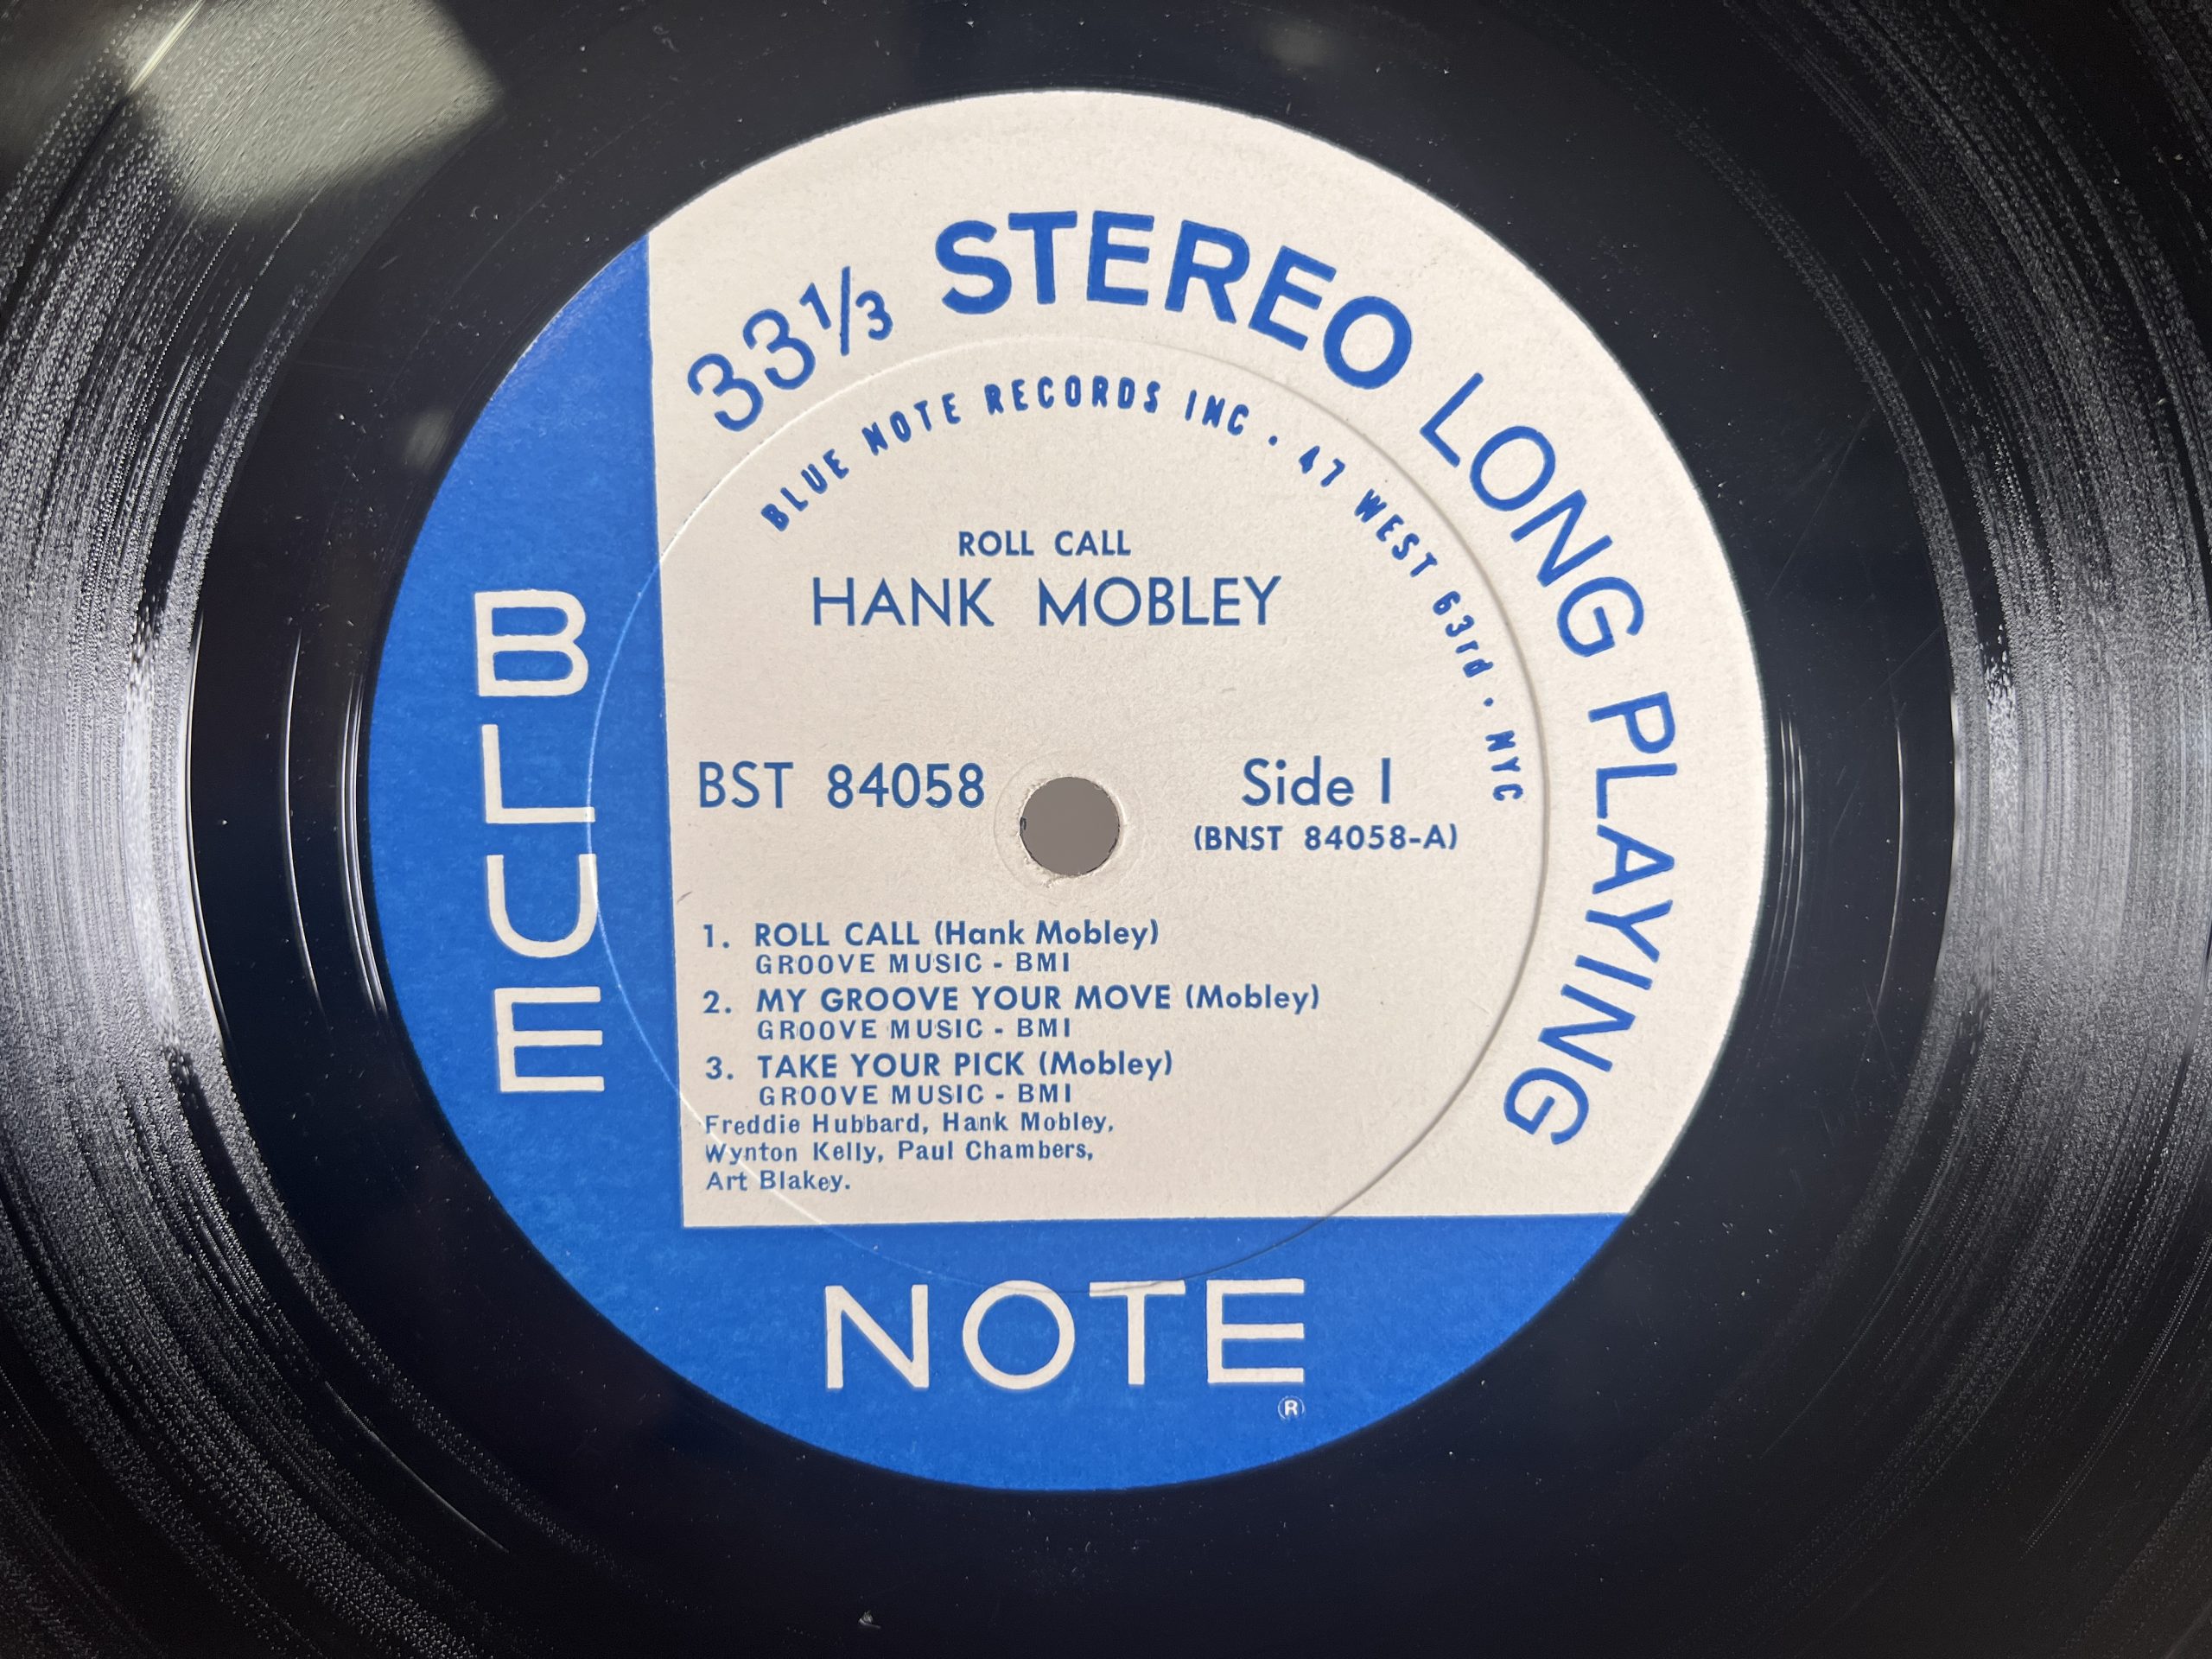 33 1/3 STEREO LONG PLAYING
BLUE NOTE RECORDS INC · 47 WEST 63rd · NYC
ROLL CALL
HANK MOBLEY
BST 84058
Side 1
(BNST 84058-A)
1. ROLL CALL (Hank Mobley)
GROOVE MUSIC - BMI
2. MY GROOVE YOUR MOVE (Mobley)
GROOVE MUSIC - BMI
3. TAKE YOUR PICK (Mobley)
GROOVE MUSIC - BMI
Freddie Hubbard, Hank Mobley,
Wynton Kelly, Paul Chambers,
Art Blakey.
BLUE
NOTE
®